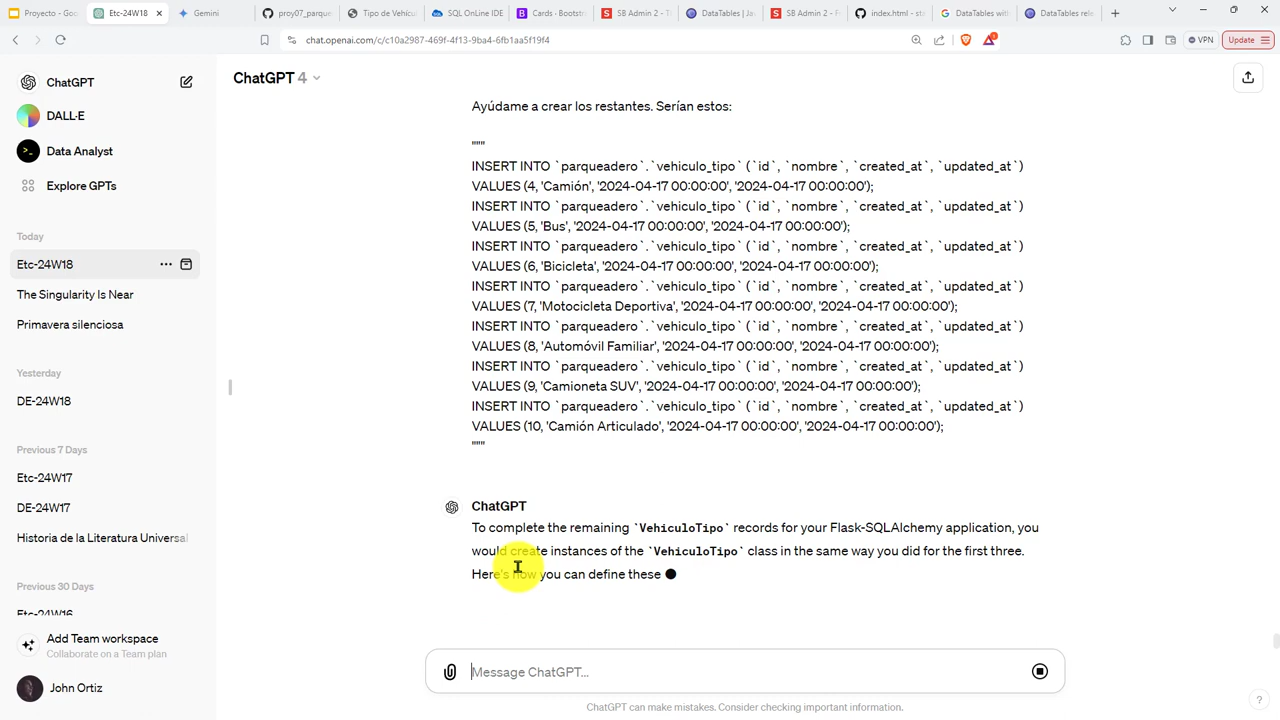 Proyecto - Goo
Etc-24W18
Gemini
proy07_parque
Tipo de Vehícu
SQL OnLine IDE
Cards · Bootstr
SB Admin 2 - T
DataTables | Ja
SB Admin 2 - F
index.html - st
DataTables with
DataTables rele
chat.openai.com/c/c10a2987-469f-4f13-9ba4-6fb1aa5f19f4
VPN
Update
ChatGPT
DALL·E
Data Analyst
Explore GPTs
Today
Etc-24W18
The Singularity Is Near
Primavera silenciosa
Yesterday
DE-24W18
Previous 7 Days
Etc-24W17
DE-24W17
Historia de la Literatura Universal
Previous 30 Days
Etc-24W16
Add Team workspace
Collaborate on a Team plan
John Ortiz
ChatGPT 4
Ayúdame a crear los restantes. Serían estos:
"""
INSERT INTO `parqueadero`.`vehiculo_tipo` (`id`, `nombre`, `created_at`, `updated_at`)
VALUES (4, 'Camión', '2024-04-17 00:00:00', '2024-04-17 00:00:00');
INSERT INTO `parqueadero`.`vehiculo_tipo` (`id`, `nombre`, `created_at`, `updated_at`)
VALUES (5, 'Bus', '2024-04-17 00:00:00', '2024-04-17 00:00:00');
INSERT INTO `parqueadero`.`vehiculo_tipo` (`id`, `nombre`, `created_at`, `updated_at`)
VALUES (6, 'Bicicleta', '2024-04-17 00:00:00', '2024-04-17 00:00:00');
INSERT INTO `parqueadero`.`vehiculo_tipo` (`id`, `nombre`, `created_at`, `updated_at`)
VALUES (7, 'Motocicleta Deportiva', '2024-04-17 00:00:00', '2024-04-17 00:00:00');
INSERT INTO `parqueadero`.`vehiculo_tipo` (`id`, `nombre`, `created_at`, `updated_at`)
VALUES (8, 'Automóvil Familiar', '2024-04-17 00:00:00', '2024-04-17 00:00:00');
INSERT INTO `parqueadero`.`vehiculo_tipo` (`id`, `nombre`, `created_at`, `updated_at`)
VALUES (9, 'Camioneta SUV', '2024-04-17 00:00:00', '2024-04-17 00:00:00');
INSERT INTO `parqueadero`.`vehiculo_tipo` (`id`, `nombre`, `created_at`, `updated_at`)
VALUES (10, 'Camión Articulado', '2024-04-17 00:00:00', '2024-04-17 00:00:00');
"""
ChatGPT
To complete the remaining `VehiculoTipo` records for your Flask-SQLAlchemy application, you
would create instances of the `VehiculoTipo` class in the same way you did for the first three.
Here's how you can define these
Message ChatGPT...
ChatGPT can make mistakes. Consider checking important information.
?